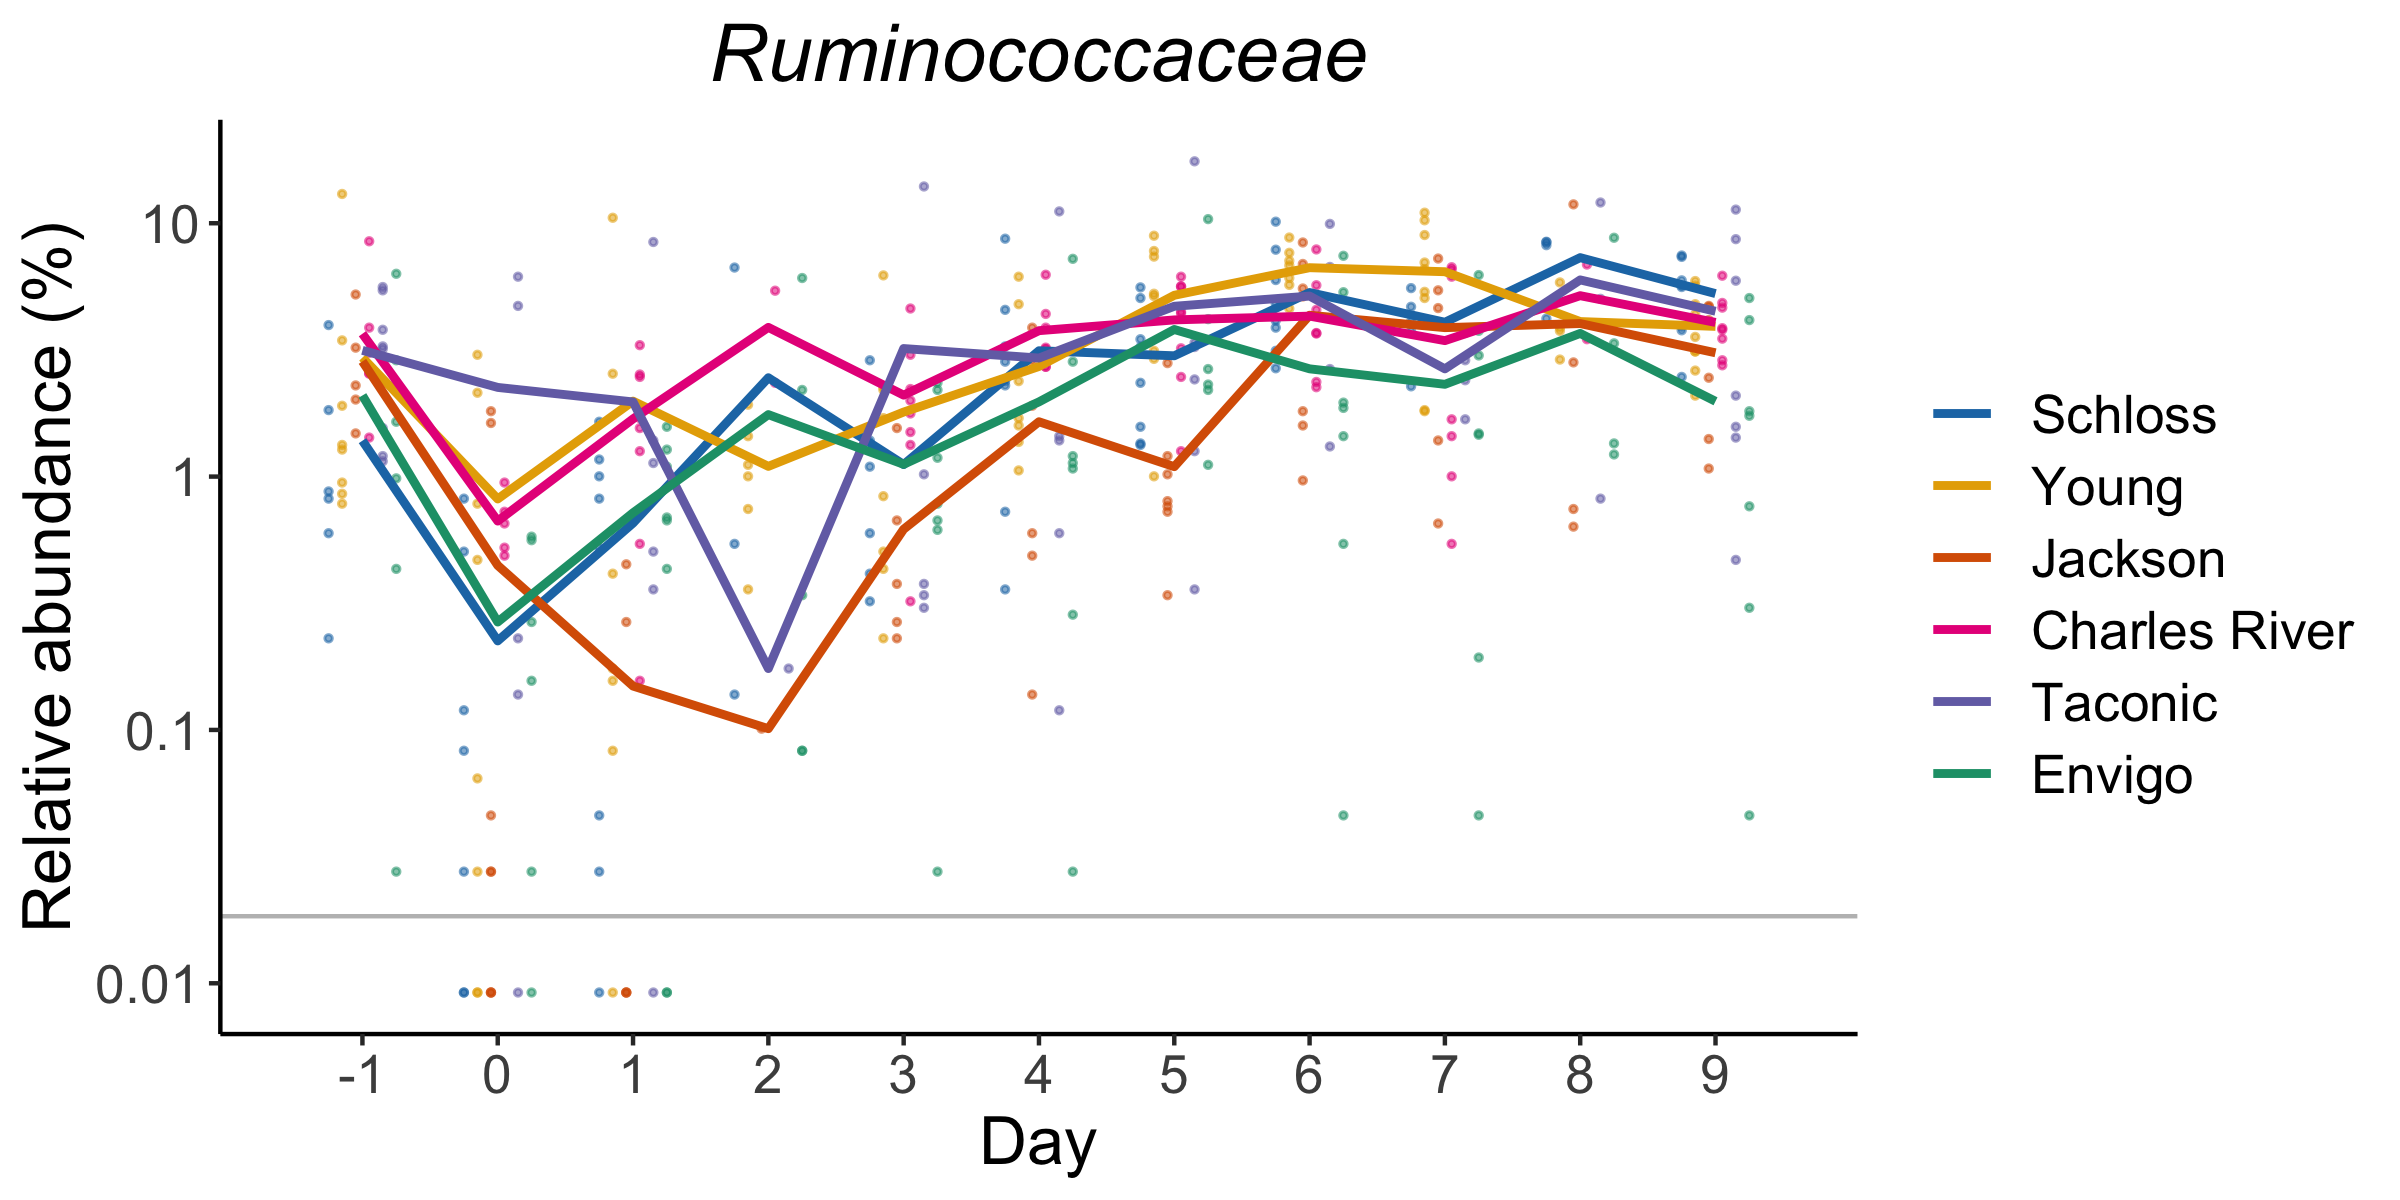 Ruminococcaceae
Relative abundance (%)
10
1
0.1
0.01
-1 0 1 2 3 4 5 6 7 8 9
Day
Schloss
Young
Jackson
Charles River
Taconic
Envigo